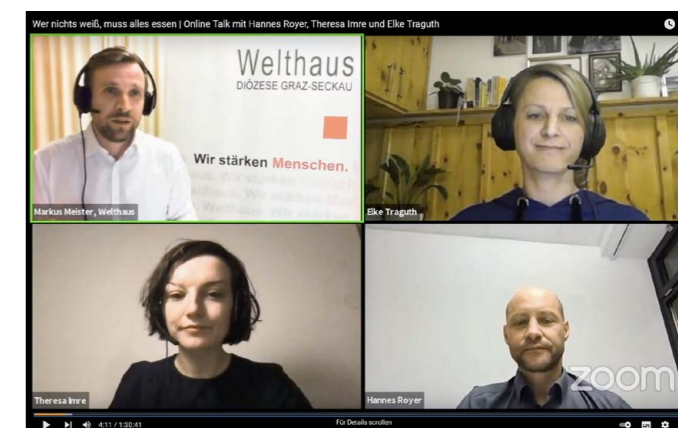 Wer nichts weiß, muss alles essen | Online Talk mit Hannes Royer, Theresa Imre und Elke Traguth
Welthaus
DIÖZESE GRAZ-SECKAU
Wir stärken Menschen.
Markus Meister, Welthaus
Elke Traguth
Theresa Imre
Hannes Royer
zoom
4:11 / 1:30:41
Für Details scrollen